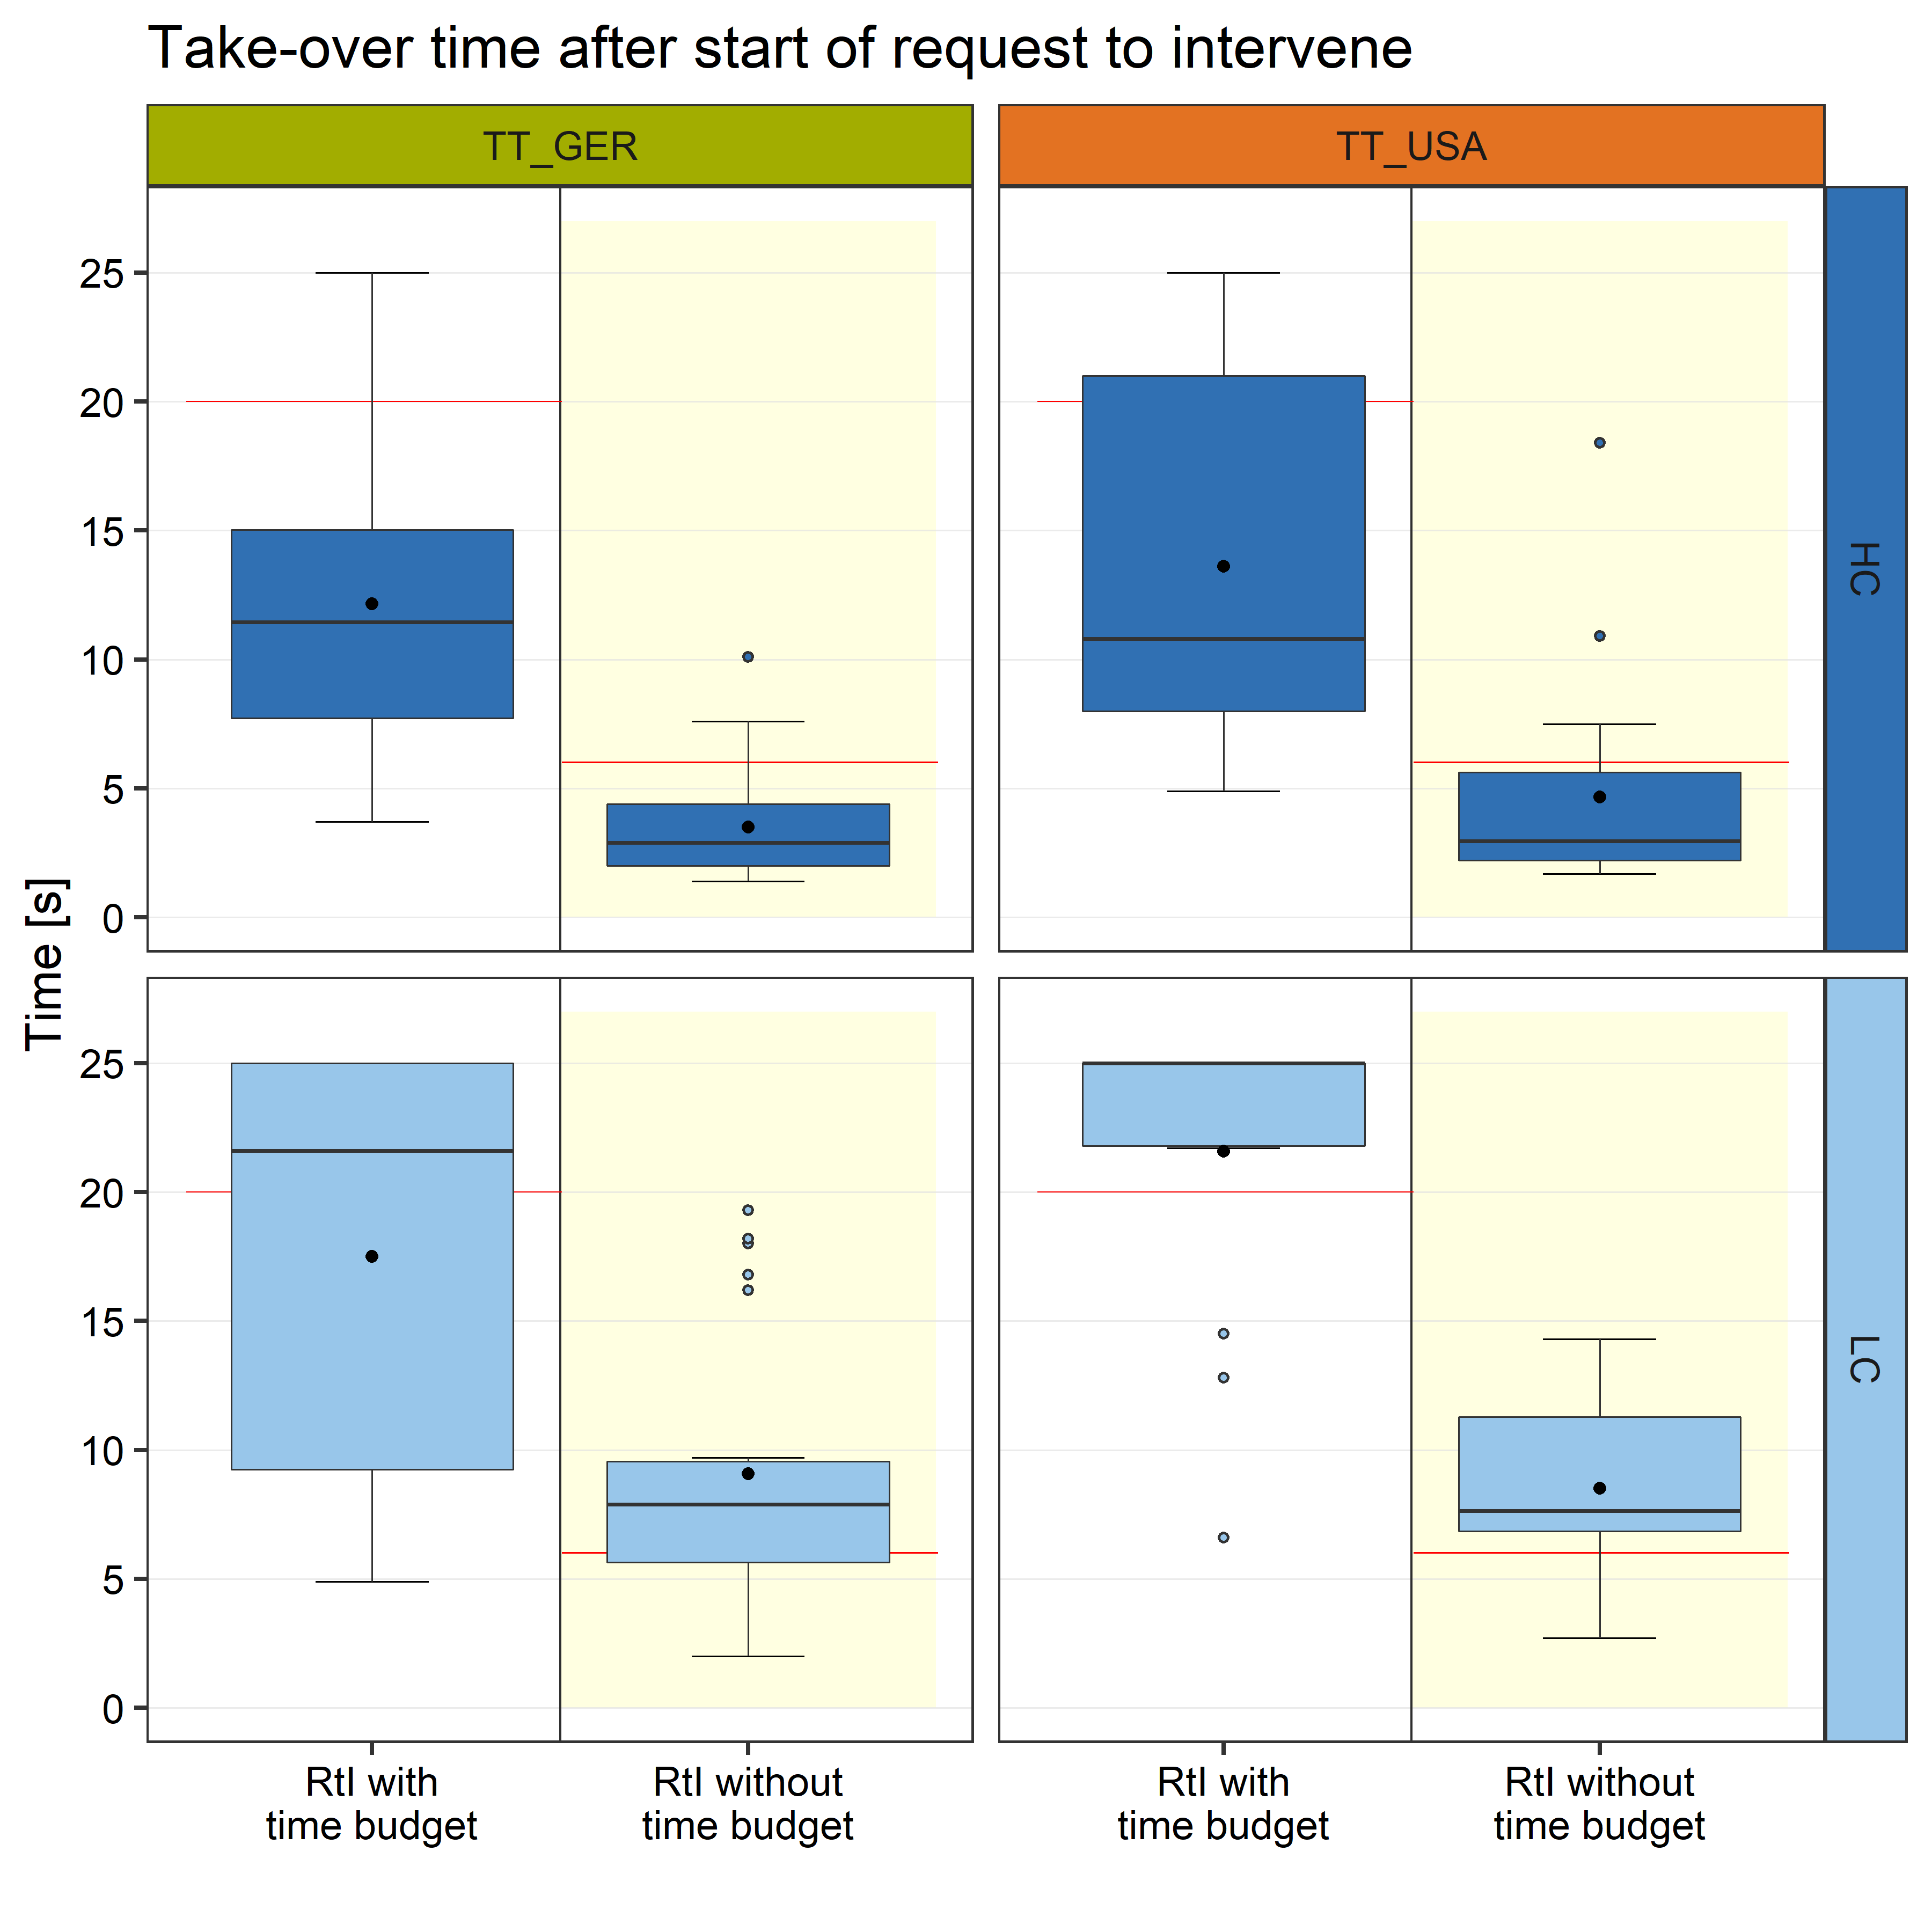 Take-over time after start of request to intervene
TT_GER
TT_USA
25
20
15
10
5
0
HC
Time [s]
25
20
15
10
5
0
LC
RtI with
time budget
RtI without
time budget
RtI with
time budget
RtI without
time budget